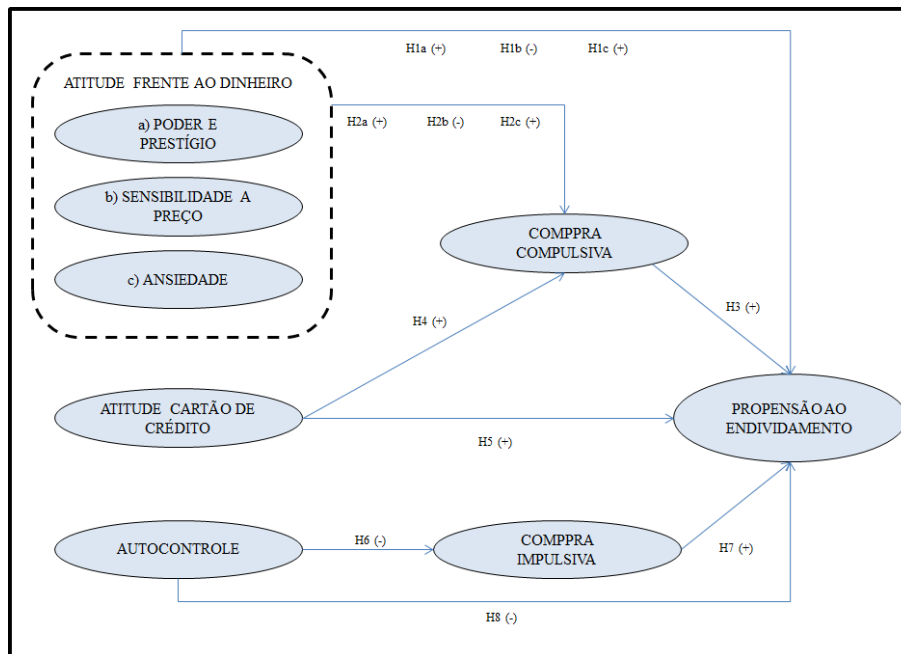 H1a (+) H1b (-) H1c (+)
ATITUDE FRENTE AO DINHEIRO
a) PODER E
PRESTÍGIO
H2a (+) H2b (-) H2c (+)
b) SENSIBILIDADE A
PREÇO
COMPPRA
COMPULSIVA
c) ANSIEDADE
H4 (+)
H3 (+)
ATITUDE CARTÃO DE
CRÉDITO
PROPENSÃO AO
ENDIVIDAMENTO
H5 (+)
AUTOCONTROLE
H6 (-)
COMPPRA
IMPULSIVA
H7 (+)
H8 (-)